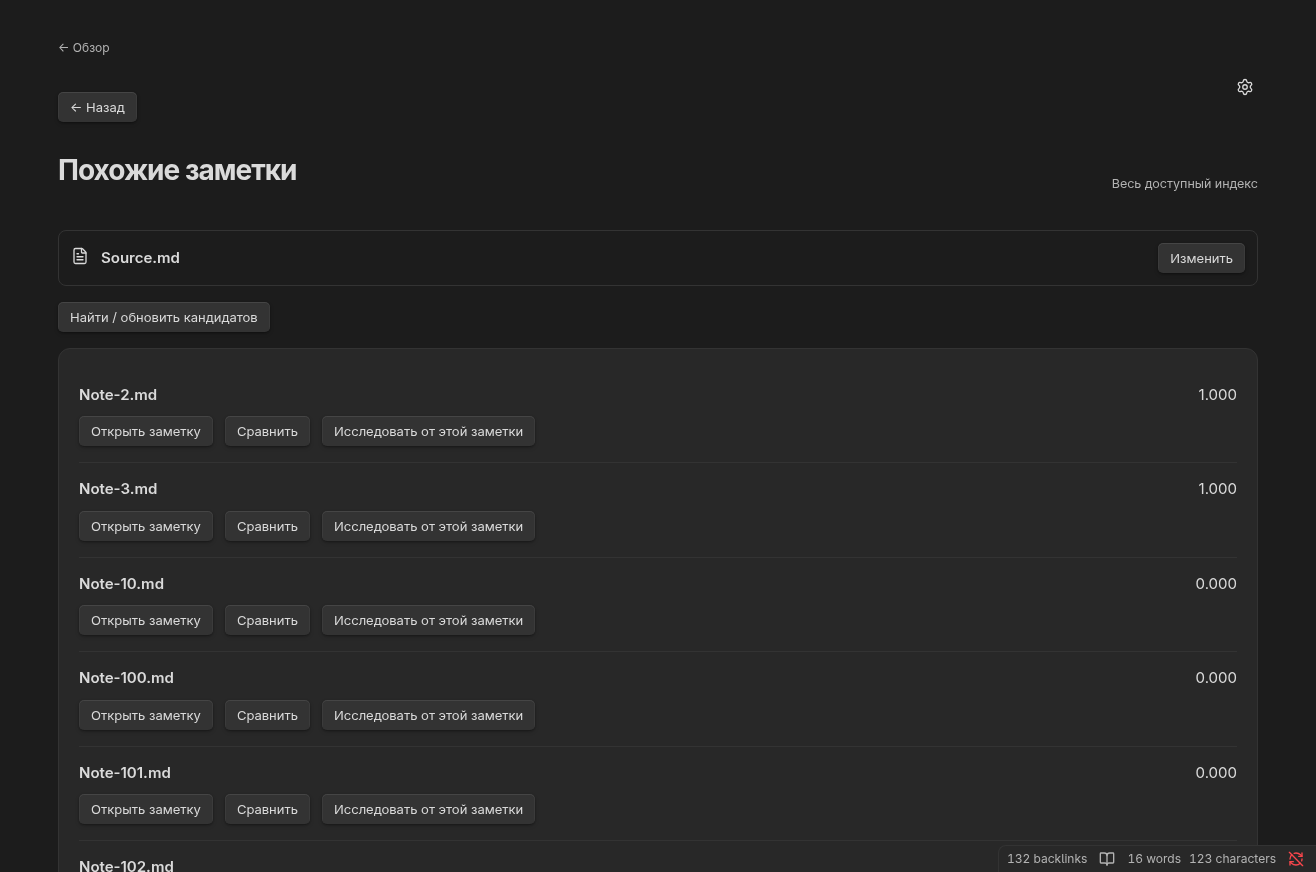 ← Обзор
← Назад
Похожие заметки
Весь доступный индекс
Source.md
Изменить
Найти / обновить кандидатов
Note-2.md 1.000
Открыть заметку Сравнить Исследовать от этой заметки
Note-3.md 1.000
Открыть заметку Сравнить Исследовать от этой заметки
Note-10.md 0.000
Открыть заметку Сравнить Исследовать от этой заметки
Note-100.md 0.000
Открыть заметку Сравнить Исследовать от этой заметки
Note-101.md 0.000
Открыть заметку Сравнить Исследовать от этой заметки
Note-102.md
132 backlinks 16 words 123 characters